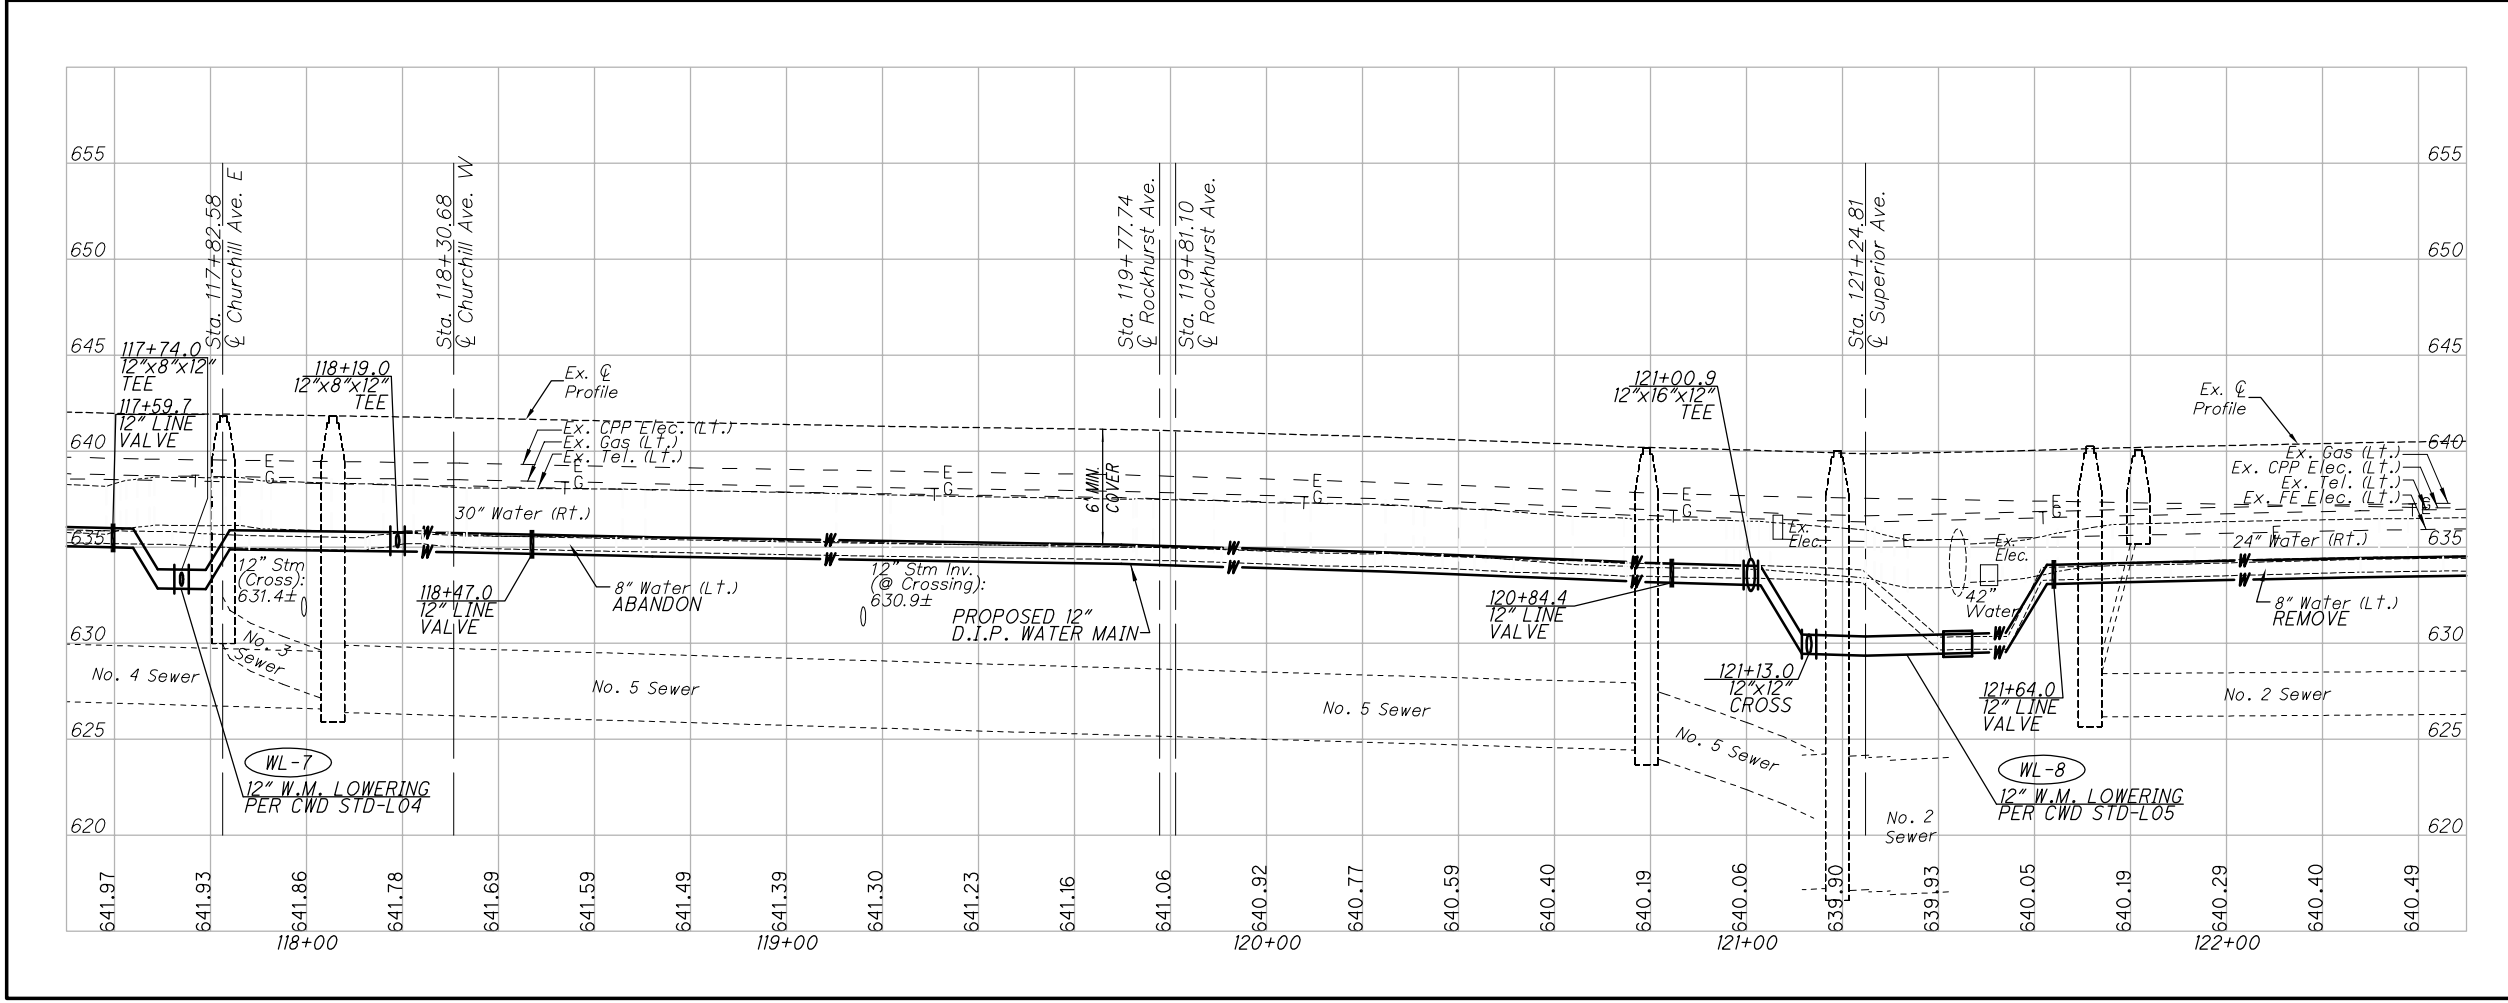 655
655
650
650
645
645
640
640
635
635
630
630
625
625
620
620
Sta. 117+82.58
℄ Churchill Ave. E
Sta. 118+30.68
℄ Churchill Ave. W
Sta. 119+77.74
℄ Rockhurst Ave.
Sta. 119+81.10
℄ Rockhurst Ave.
Sta. 121+24.81
℄ Superior Ave.
117+74.0
12"x8"x12"
TEE
117+59.7
12" LINE
VALVE
118+19.0
12"x8"x12"
TEE
Ex. ℄
Profile
Ex. CPP Elec. (Lt.)
Ex. Gas (Lt.)
Ex. Tel. (Lt.)
121+00.9
12"x16"x12"
TEE
Ex. ℄
Profile
Ex. Gas (Lt.)
Ex. CPP Elec. (Lt.)
Ex. Tel. (Lt.)
Ex. FE Elec. (Lt.)
E
G
T
E
G
T
E
G
T
E
G
T
E
G
T
E
G
T
E
E
G
T
6' MIN.
COVER
30" Water (Rt.)
12" Stm
(Cross):
631.4±
118+47.0
12" LINE
VALVE
8" Water (Lt.)
ABANDON
12" Stm Inv.
(@ Crossing):
630.9±
PROPOSED 12"
D.I.P. WATER MAIN
120+84.4
12" LINE
VALVE
Ex.
Elec.
Ex.
Elec.
42"
Water
24" Water (Rt.)
8" Water (Lt.)
REMOVE
121+13.0
12"x12"
CROSS
121+64.0
12" LINE
VALVE
No. 3
Sewer
No. 4 Sewer
No. 5 Sewer
No. 5 Sewer
No. 5 Sewer
No. 2
Sewer
No. 2 Sewer
WL-7
12" W.M. LOWERING
PER CWD STD-L04
WL-8
12" W.M. LOWERING
PER CWD STD-L05
641.97
641.93
641.86
641.78
641.69
641.59
641.49
641.39
641.30
641.23
641.16
641.06
640.92
640.77
640.59
640.40
640.19
640.06
639.90
639.93
640.05
640.19
640.29
640.40
640.49
118+00
119+00
120+00
121+00
122+00